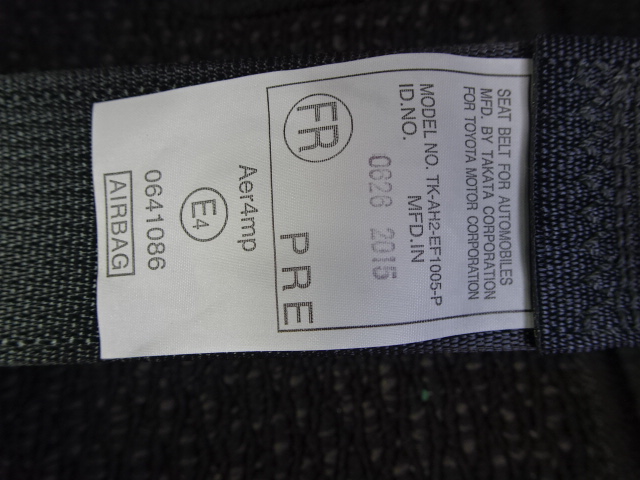 SEAT BELT FOR AUTOMOBILES
MFD. BY TAKATA CORPORATION
FOR TOYOTA MOTOR CORPORATION
MODEL NO. TK-AH2-EF1005-P
ID.NO. MFD.IN
0826 2015
FR PRE
Aer4mp
E4
0641086
AIRBAG